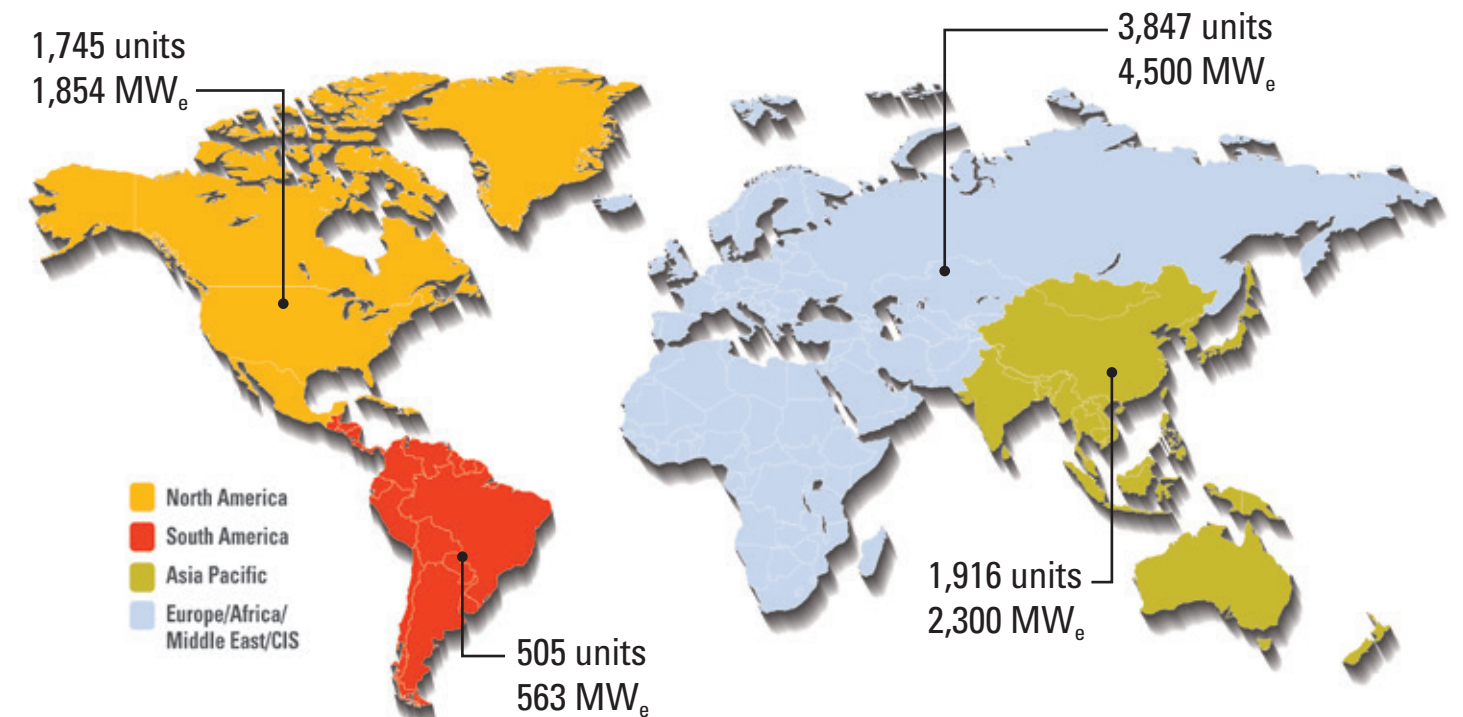 1,745 units
1,854 MWₑ
3,847 units
4,500 MWₑ
North America
South America
Asia Pacific
Europe/Africa/
Middle East/CIS
1,916 units
2,300 MWₑ
505 units
563 MWₑ